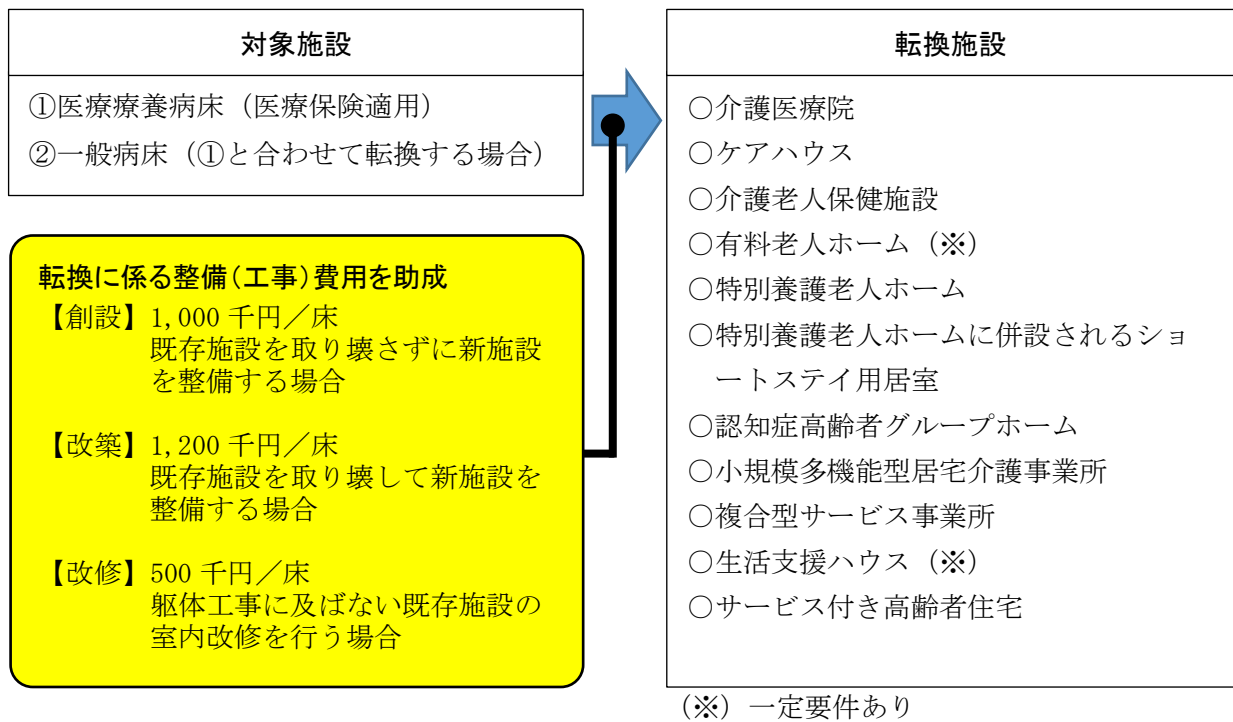 対象施設
①医療療養病床（医療保険適用）
②一般病床（①と合わせて転換する場合）
転換に係る整備（工事）費用を助成
【創設】1,000 千円／床
既存施設を取り壊さずに新施設
を整備する場合
【改築】1,200 千円／床
既存施設を取り壊して新施設を
整備する場合
【改修】500 千円／床
躯体工事に及ばない既存施設の
室内改修を行う場合
転換施設
○介護医療院
○ケアハウス
○介護老人保健施設
○有料老人ホーム（※）
○特別養護老人ホーム
○特別養護老人ホームに併設されるショ
ートステイ用居室
○認知症高齢者グループホーム
○小規模多機能型居宅介護事業所
○複合型サービス事業所
○生活支援ハウス（※）
○サービス付き高齢者住宅
（※）一定要件あり